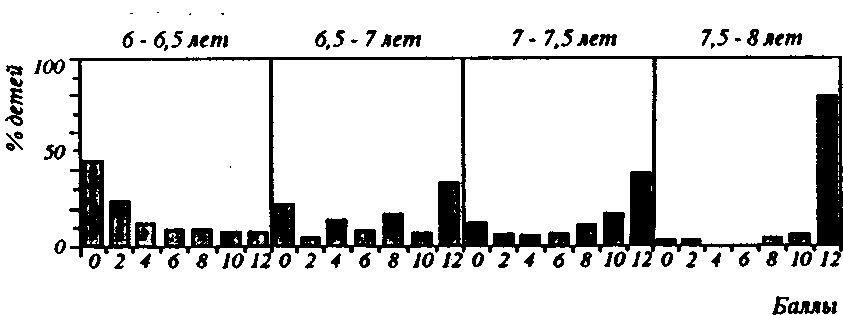 6 - 6,5 лет 6,5 - 7 лет 7 - 7,5 лет 7,5 - 8 лет
% детей
100
50
0
0 2 4 6 8 10 12 0 2 4 6 8 10 12 0 2 4 6 8 10 12 0 2 4 6 8 10 12
Баллы